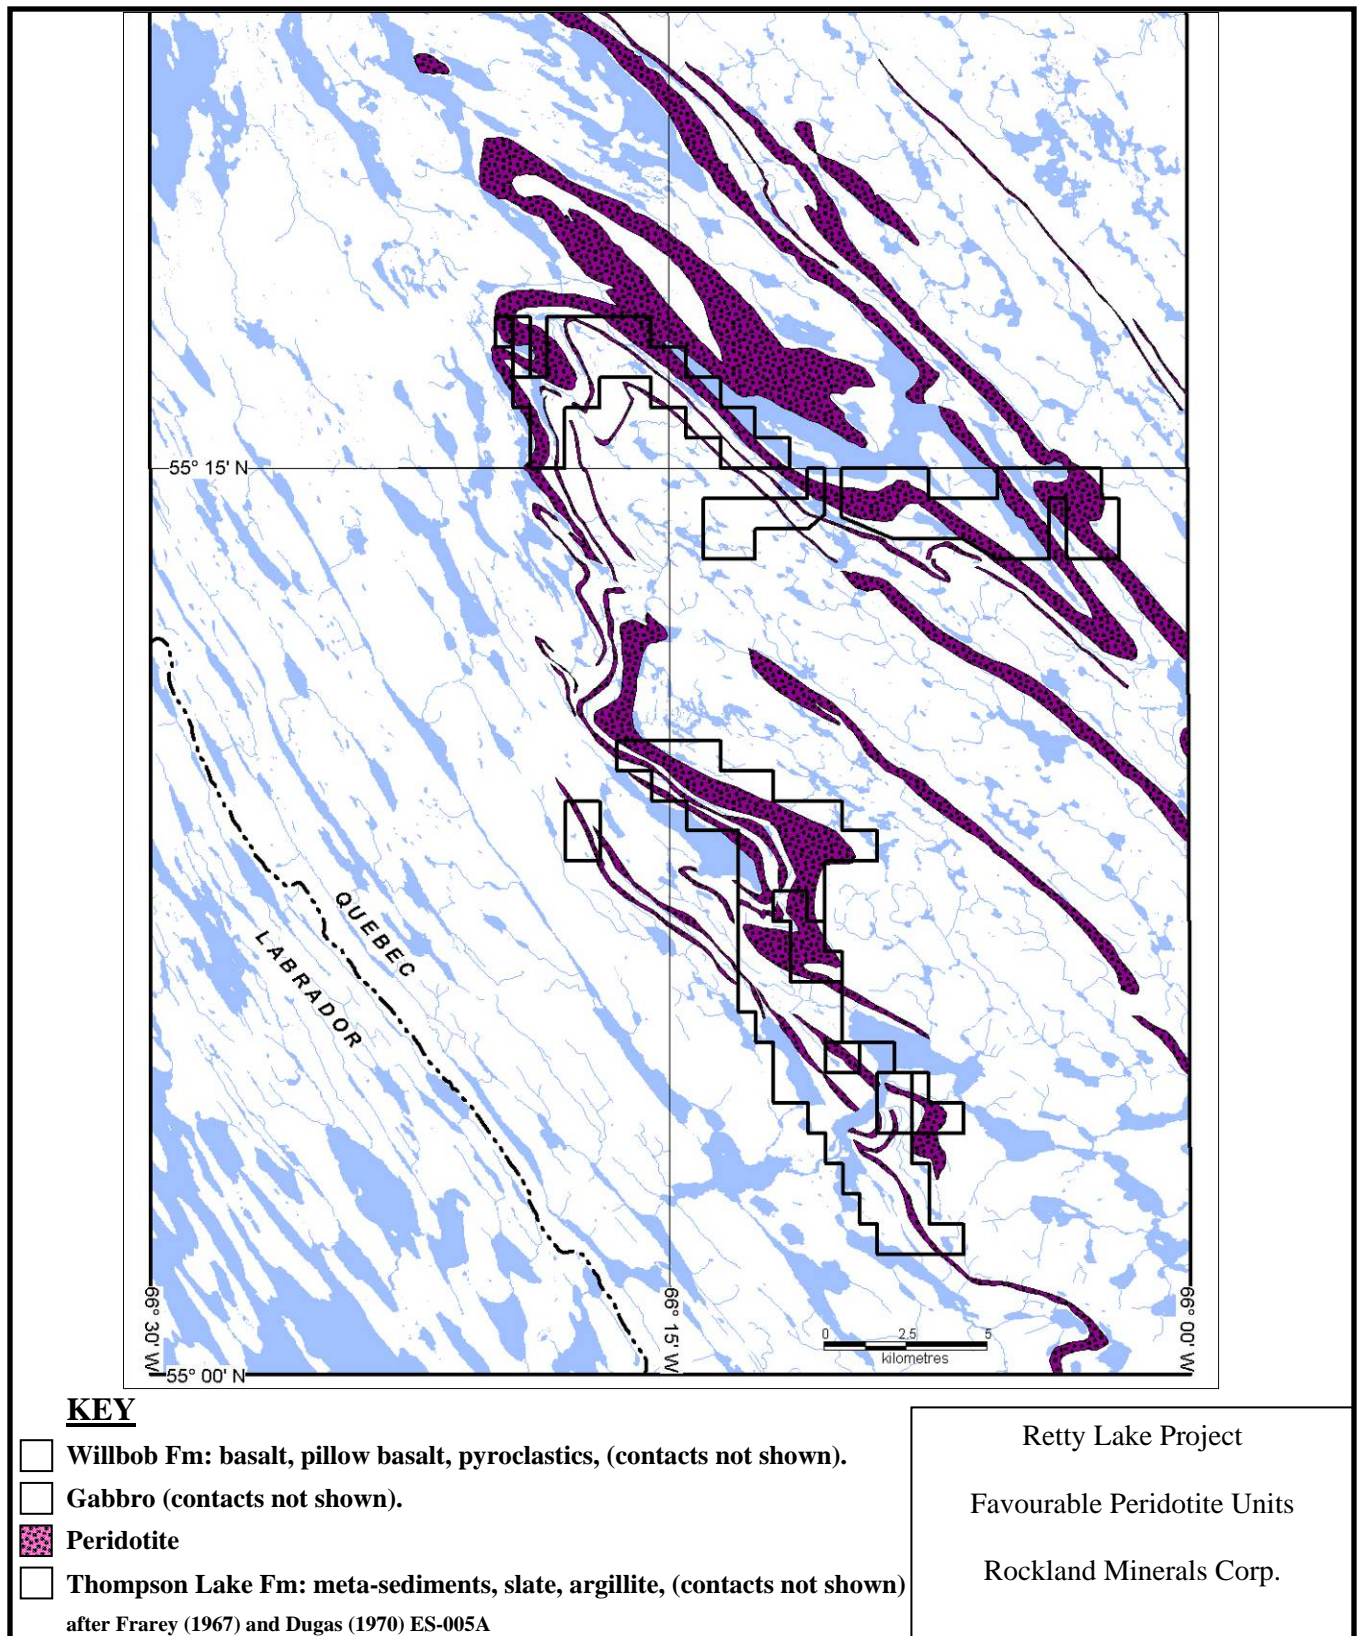 55° 15' N
QUEBEC
LABRADOR
66° 30' W
66° 15' W
66° 00' W
0 2.5 5
kilometres
55° 00' N
KEY
Willbob Fm: basalt, pillow basalt, pyroclastics, (contacts not shown).
Gabbro (contacts not shown).
Peridotite
Thompson Lake Fm: meta-sediments, slate, argillite, (contacts not shown)
after Frarey (1967) and Dugas (1970) ES-005A
Retty Lake Project
Favourable Peridotite Units
Rockland Minerals Corp.